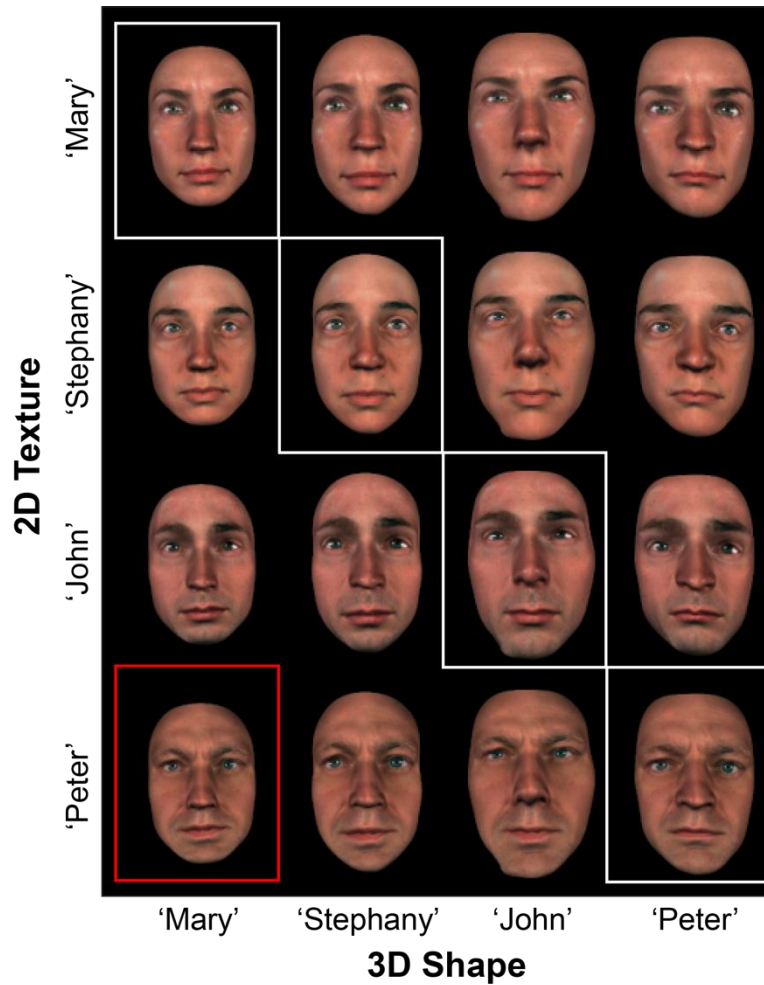 2D Texture
‘Mary’
‘Stephany’
‘John’
‘Peter’
‘Mary’ ‘Stephany’ ‘John’ ‘Peter’
3D Shape